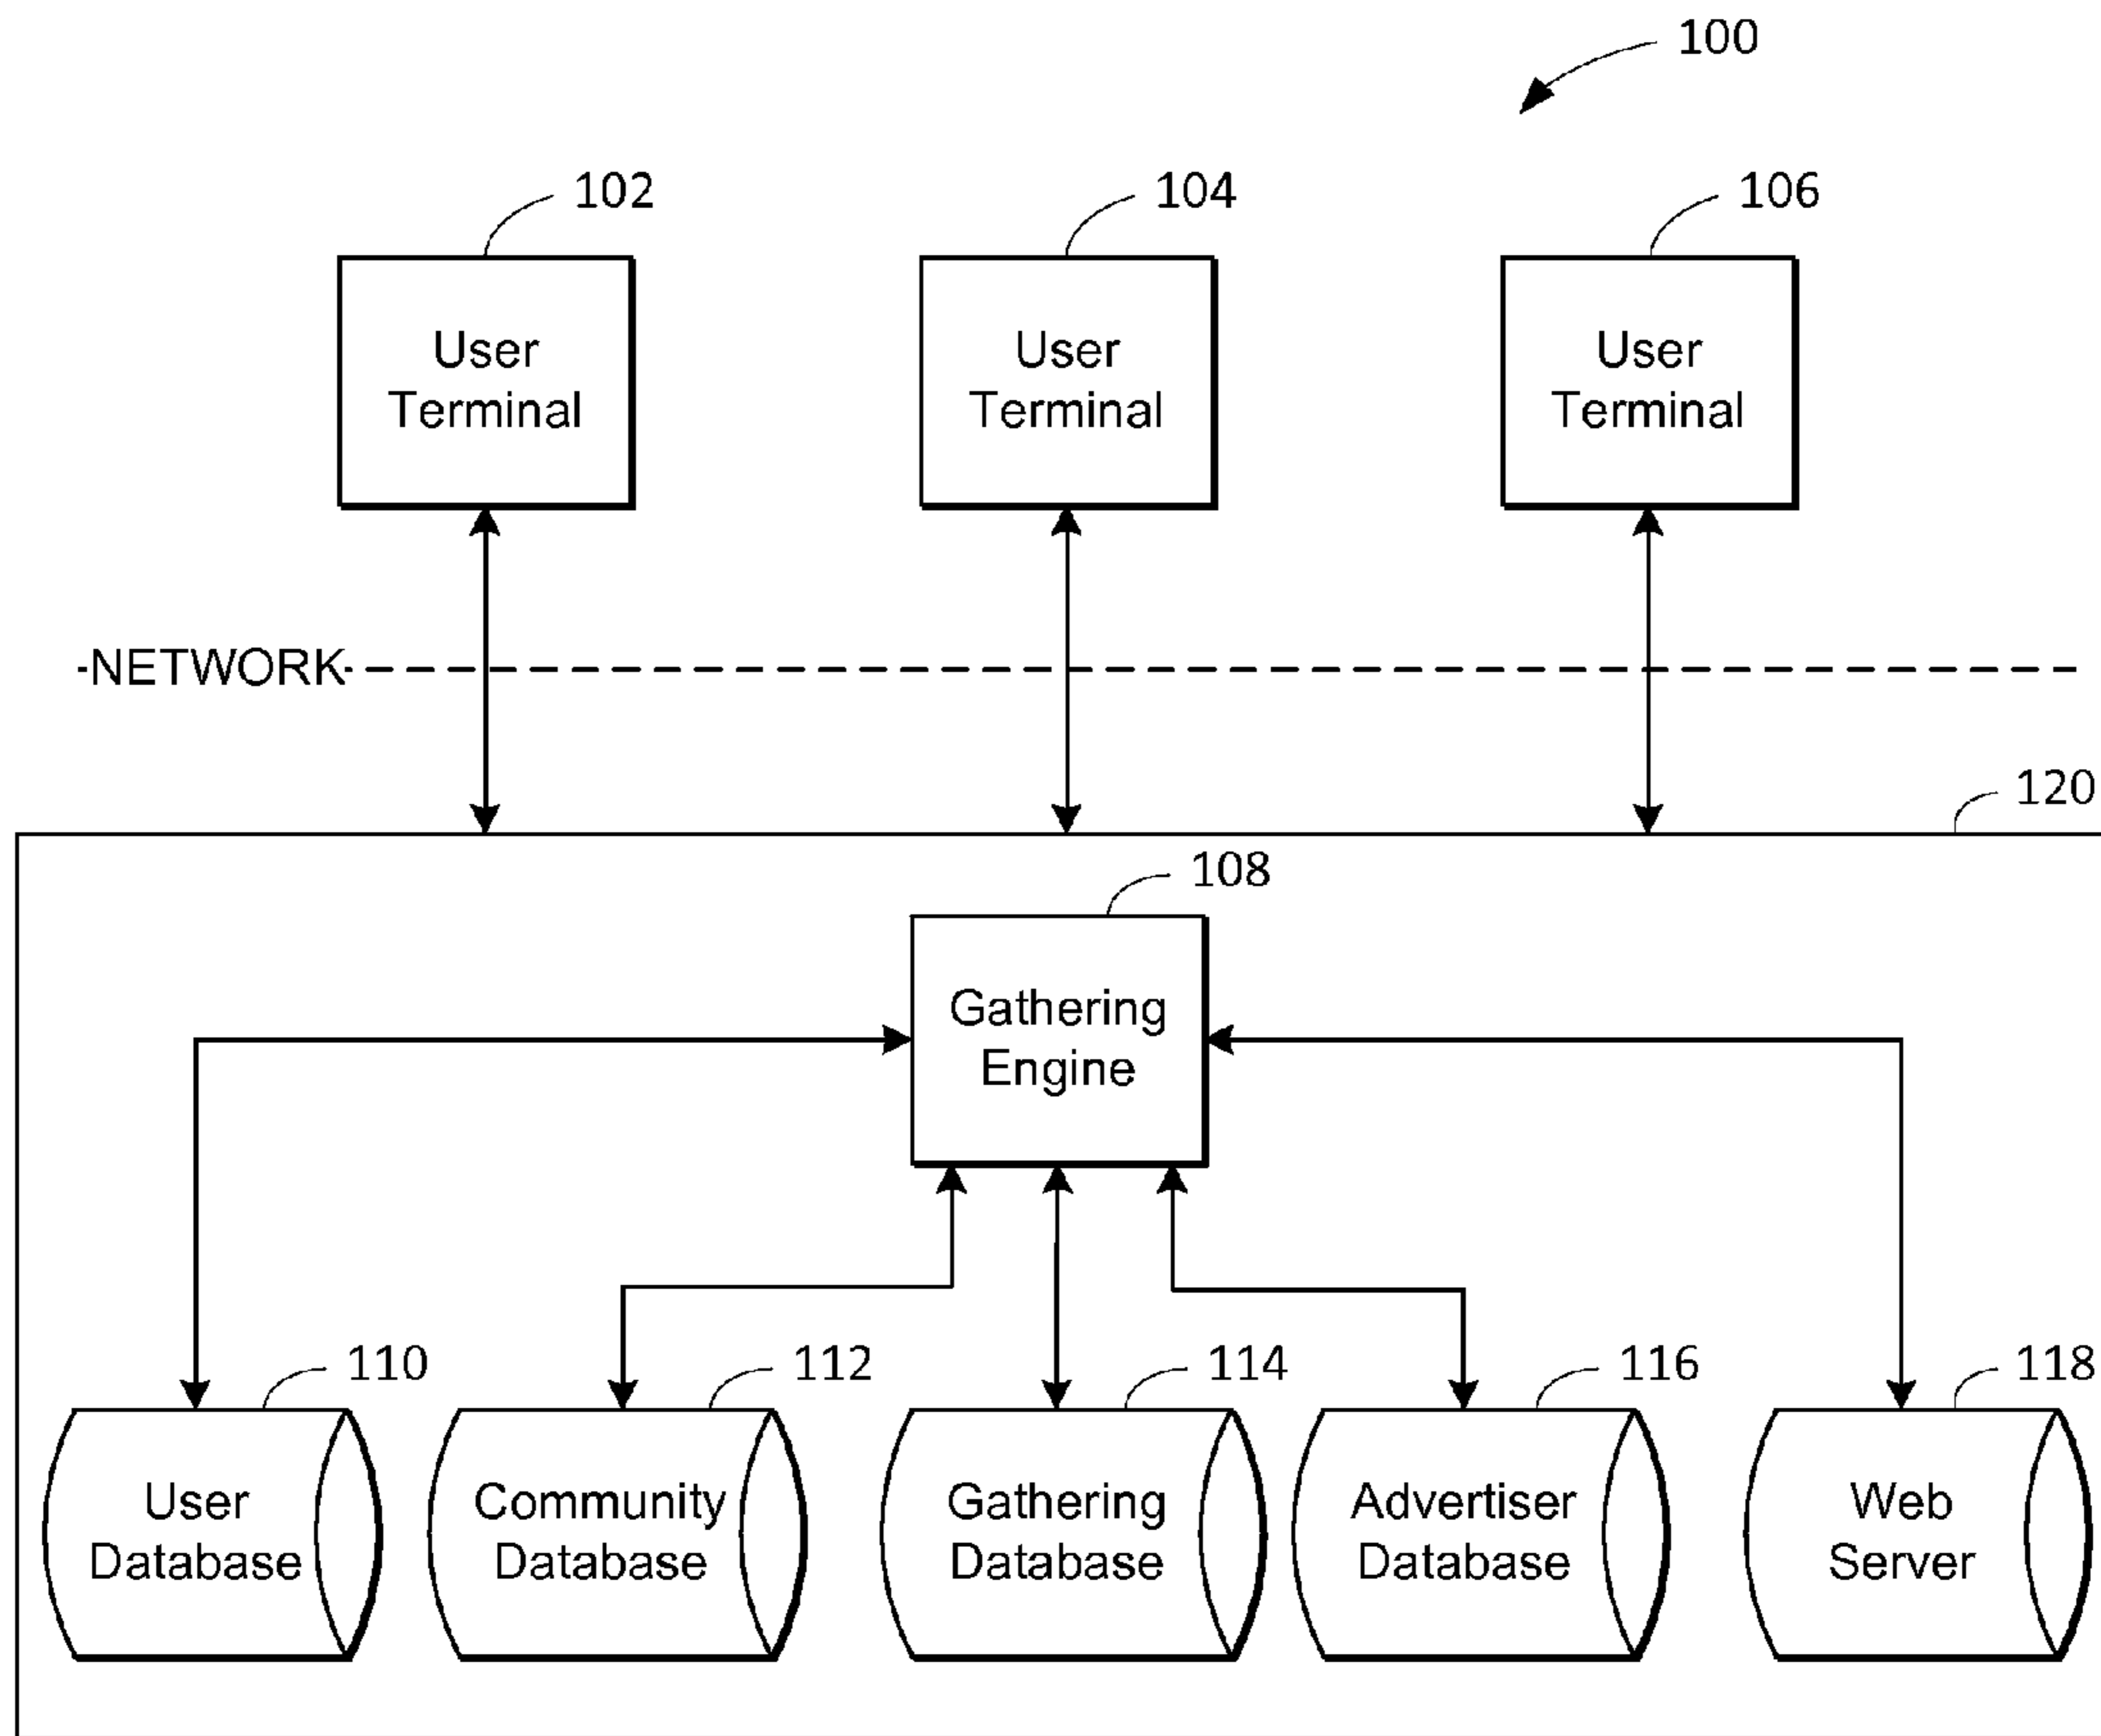 100
102
104
106
User
Terminal
User
Terminal
User
Terminal
-NETWORK-
120
108
Gathering
Engine
110
112
114
116
118
User
Database
Community
Database
Gathering
Database
Advertiser
Database
Web
Server